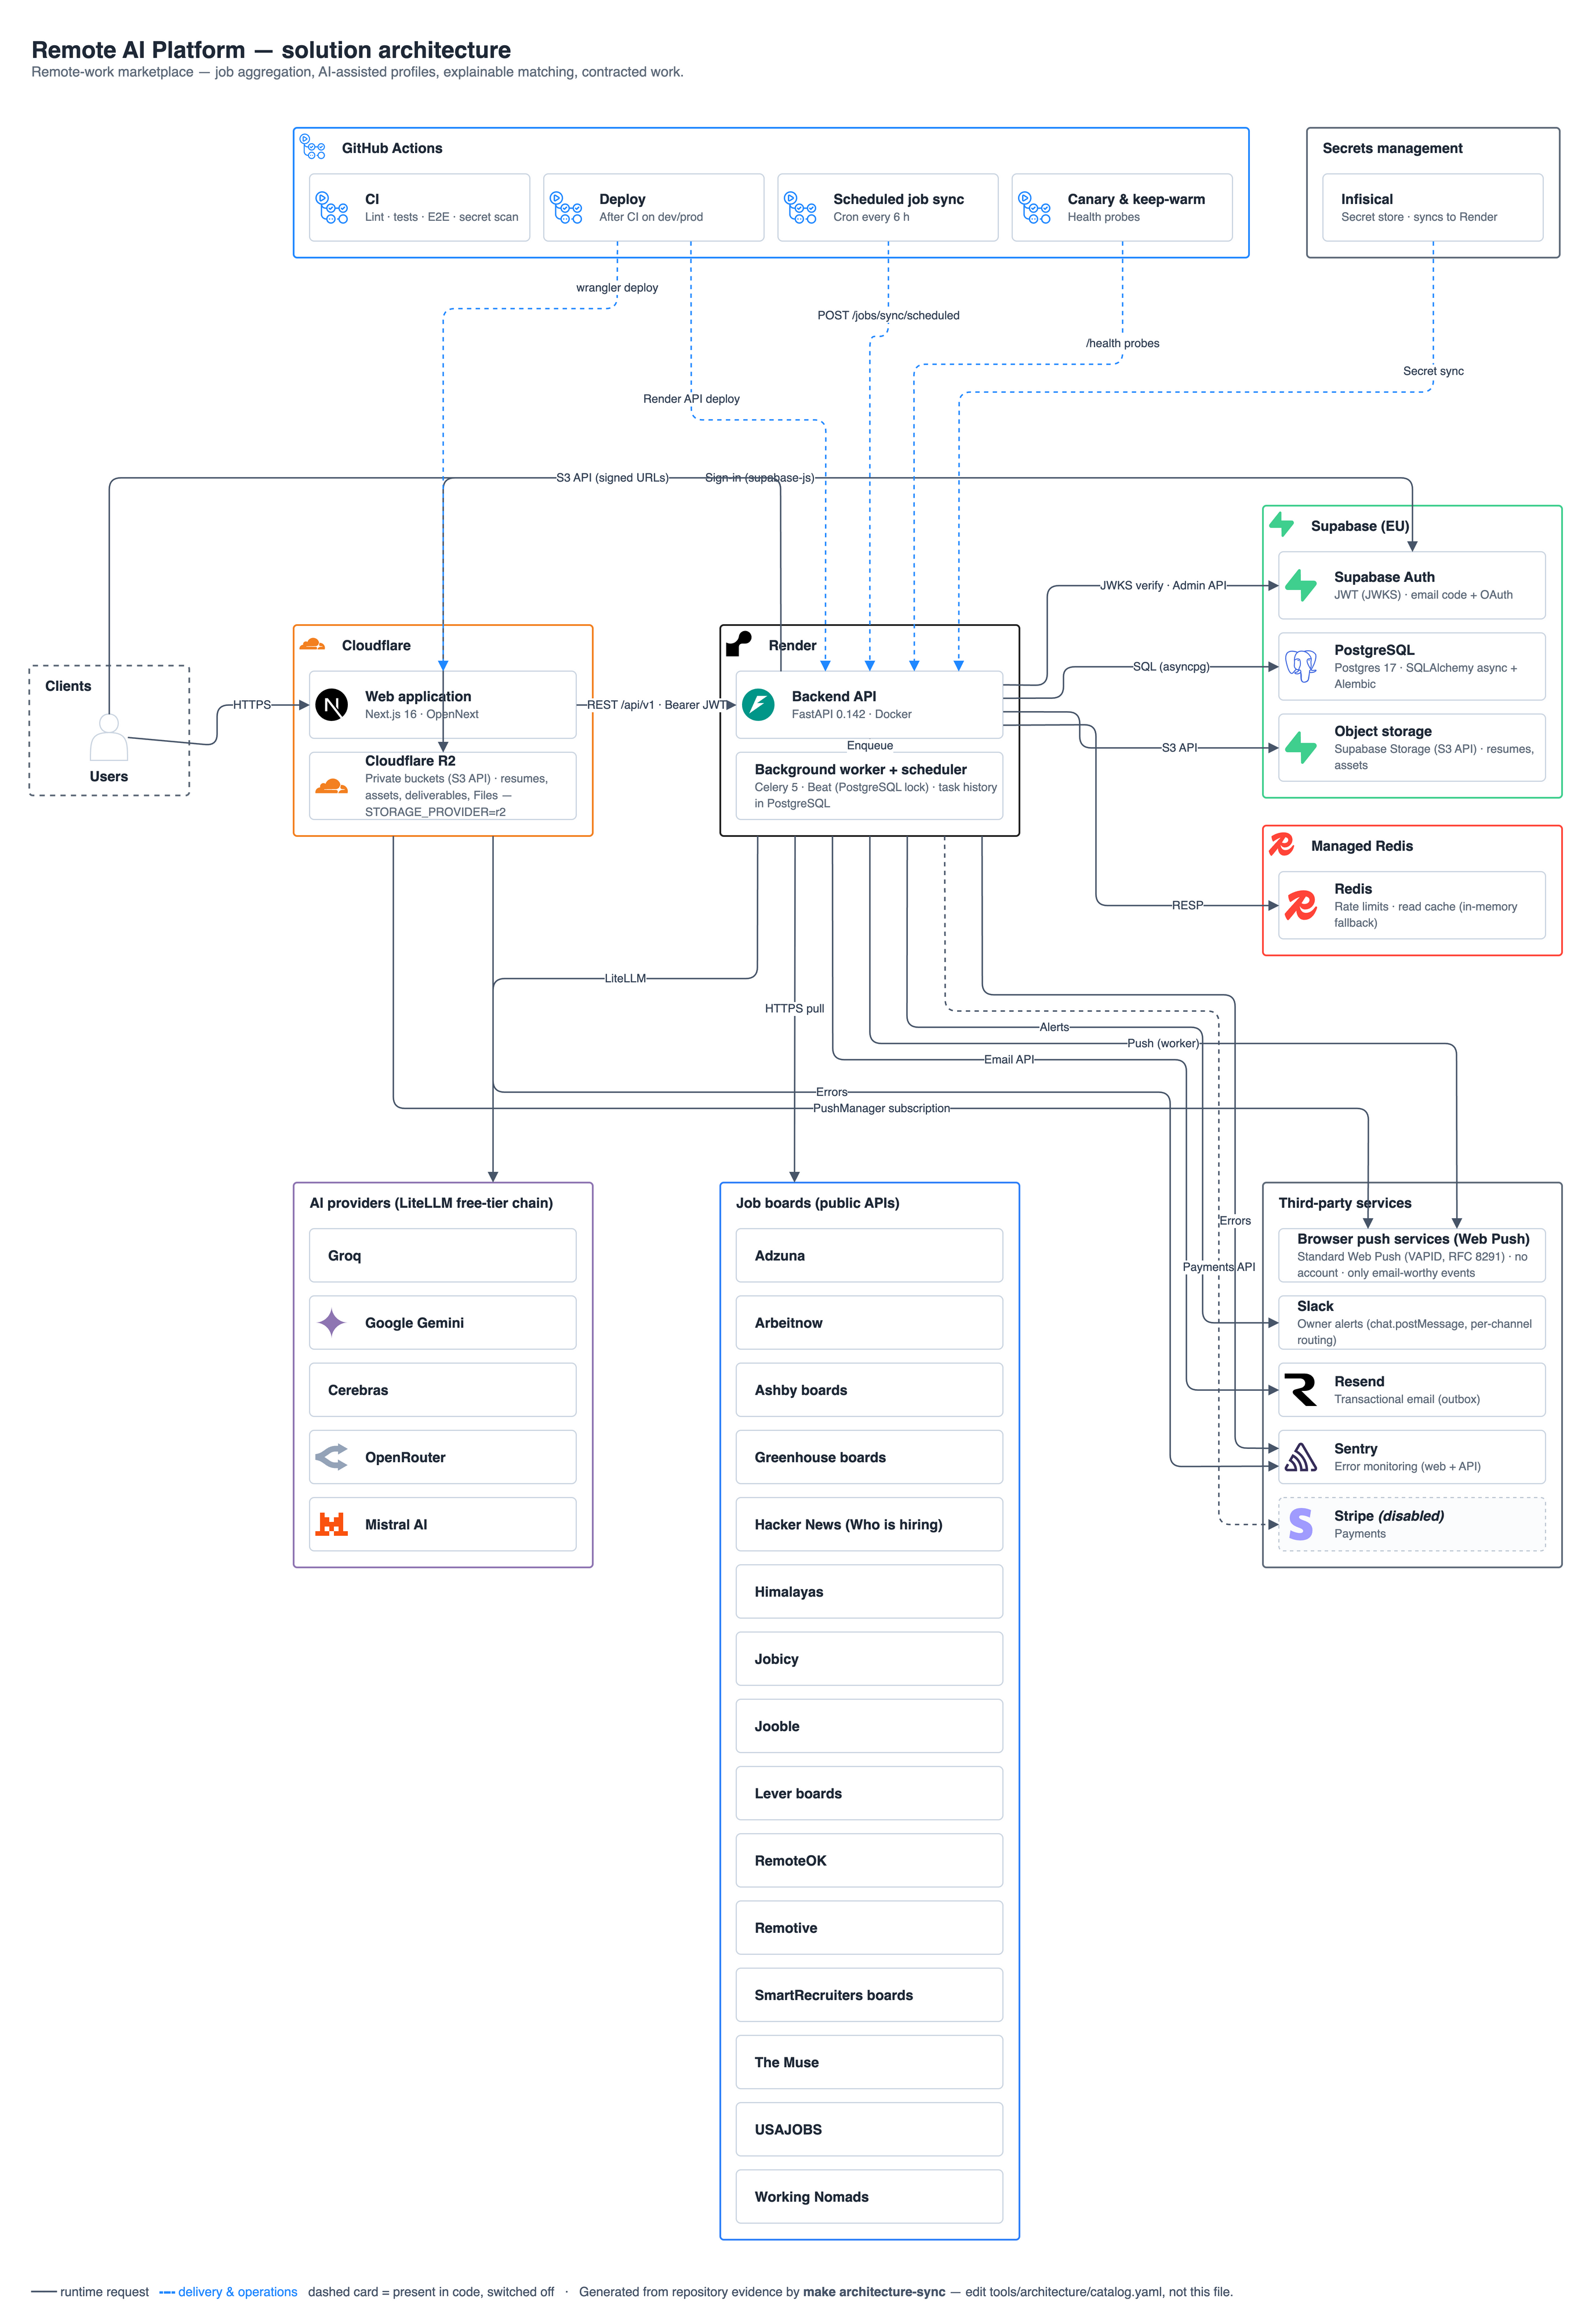 Remote AI Platform — solution architecture
Remote-work marketplace — job aggregation, AI-assisted profiles, explainable matching, contracted work.
GitHub Actions
CI
Lint · tests · E2E · secret scan
Deploy
After CI on dev/prod
Scheduled job sync
Cron every 6 h
Canary & keep-warm
Health probes
Secrets management
Infisical
Secret store · syncs to Render
wrangler deploy
POST /jobs/sync/scheduled
/health probes
Secret sync
Render API deploy
S3 API (signed URLs)
Sign-in (supabase-js)
Supabase (EU)
Supabase Auth
JWT (JWKS) · email code + OAuth
PostgreSQL
Postgres 17 · SQLAlchemy async +
Alembic
Object storage
Supabase Storage (S3 API) · resumes,
assets
JWKS verify · Admin API
SQL (asyncpg)
S3 API
RESP
Clients
Users
HTTPS
Cloudflare
Web application
Next.js 16 · OpenNext
Cloudflare R2
Private buckets (S3 API) · resumes,
assets, deliverables, Files —
STORAGE_PROVIDER=r2
REST /api/v1 · Bearer JWT
Render
Backend API
FastAPI 0.142 · Docker
Enqueue
Background worker + scheduler
Celery 5 · Beat (PostgreSQL lock) · task history
in PostgreSQL
Managed Redis
Redis
Rate limits · read cache (in-memory
fallback)
LiteLLM
HTTPS pull
Alerts
Push (worker)
Email API
Errors
PushManager subscription
Errors
Payments API
AI providers (LiteLLM free-tier chain)
Groq
Google Gemini
Cerebras
OpenRouter
Mistral AI
Job boards (public APIs)
Adzuna
Arbeitnow
Ashby boards
Greenhouse boards
Hacker News (Who is hiring)
Himalayas
Jobicy
Jooble
Lever boards
RemoteOK
Remotive
SmartRecruiters boards
The Muse
USAJOBS
Working Nomads
Third-party services
Browser push services (Web Push)
Standard Web Push (VAPID, RFC 8291) · no
account · only email-worthy events
Slack
Owner alerts (chat.postMessage, per-channel
routing)
Resend
Transactional email (outbox)
Sentry
Error monitoring (web + API)
Stripe (disabled)
Payments
runtime request delivery & operations dashed card = present in code, switched off · Generated from repository evidence by make architecture-sync — edit tools/architecture/catalog.yaml, not this file.